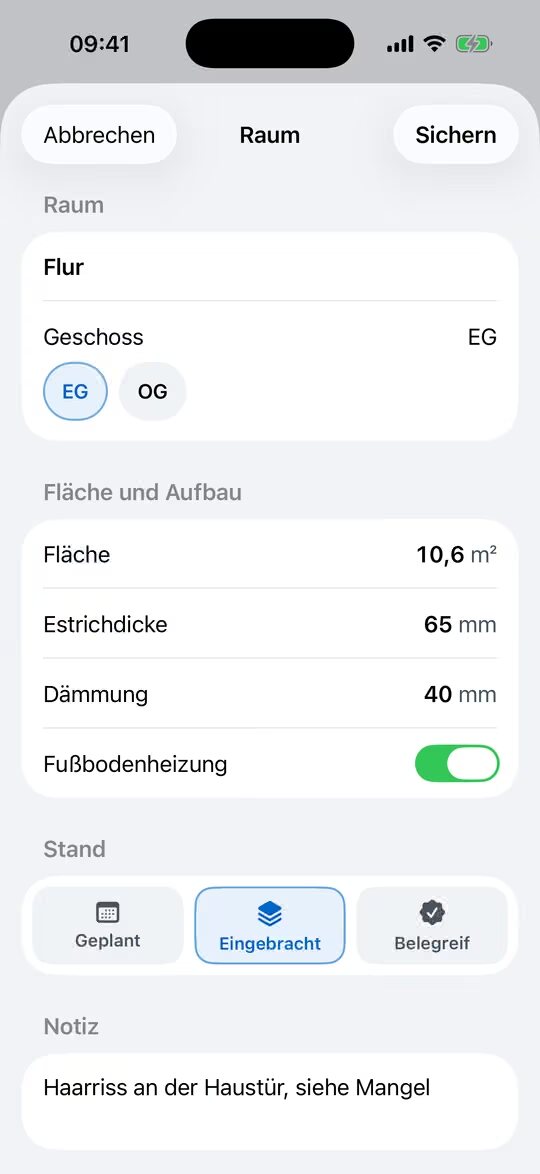 09:41
Abbrechen
Raum
Sichern
Raum
Flur
Geschoss
EG
EG
OG
Fläche und Aufbau
Fläche
10,6 m²
Estrichdicke
65 mm
Dämmung
40 mm
Fußbodenheizung
Stand
Geplant
Eingebracht
Belegreif
Notiz
Haarriss an der Haustür, siehe Mangel